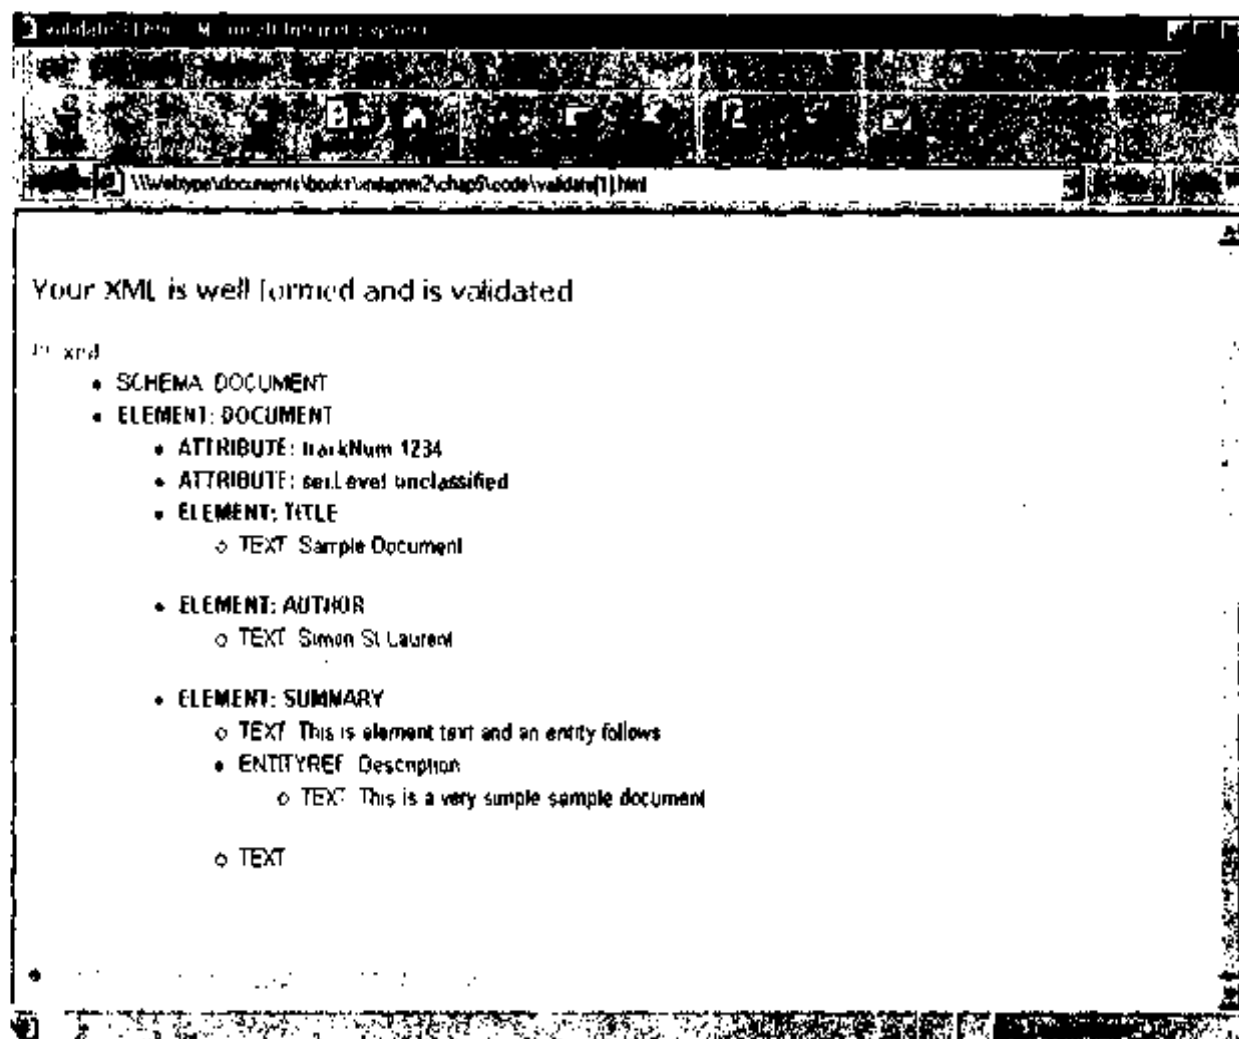 \\Webtype\documents\books\xmlaprm2\chap5\code\validate[1].html
Your XML is well formed and is validated
xml
SCHEMA DOCUMENT
ELEMENT: DOCUMENT
ATTRIBUTE: trackNum 1234
ATTRIBUTE: secLevel unclassified
ELEMENT: TITLE
TEXT Sample Document
ELEMENT: AUTHOR
TEXT Simon St Laurent
ELEMENT: SUMMARY
TEXT This is element text and an entity follows
ENTITYREF Description
TEXT This is a very simple sample document
TEXT